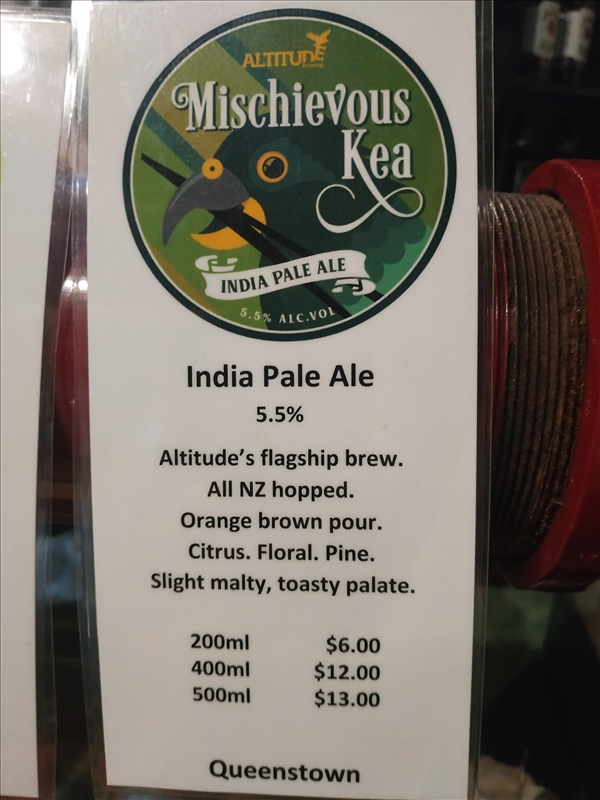 ALTITUDE
Mischievous
Kea
INDIA PALE ALE
5.5% ALC.VOL
India Pale Ale
5.5%
Altitude's flagship brew.
All NZ hopped.
Orange brown pour.
Citrus. Floral. Pine.
Slight malty, toasty palate.
200ml $6.00
400ml $12.00
500ml $13.00
Queenstown